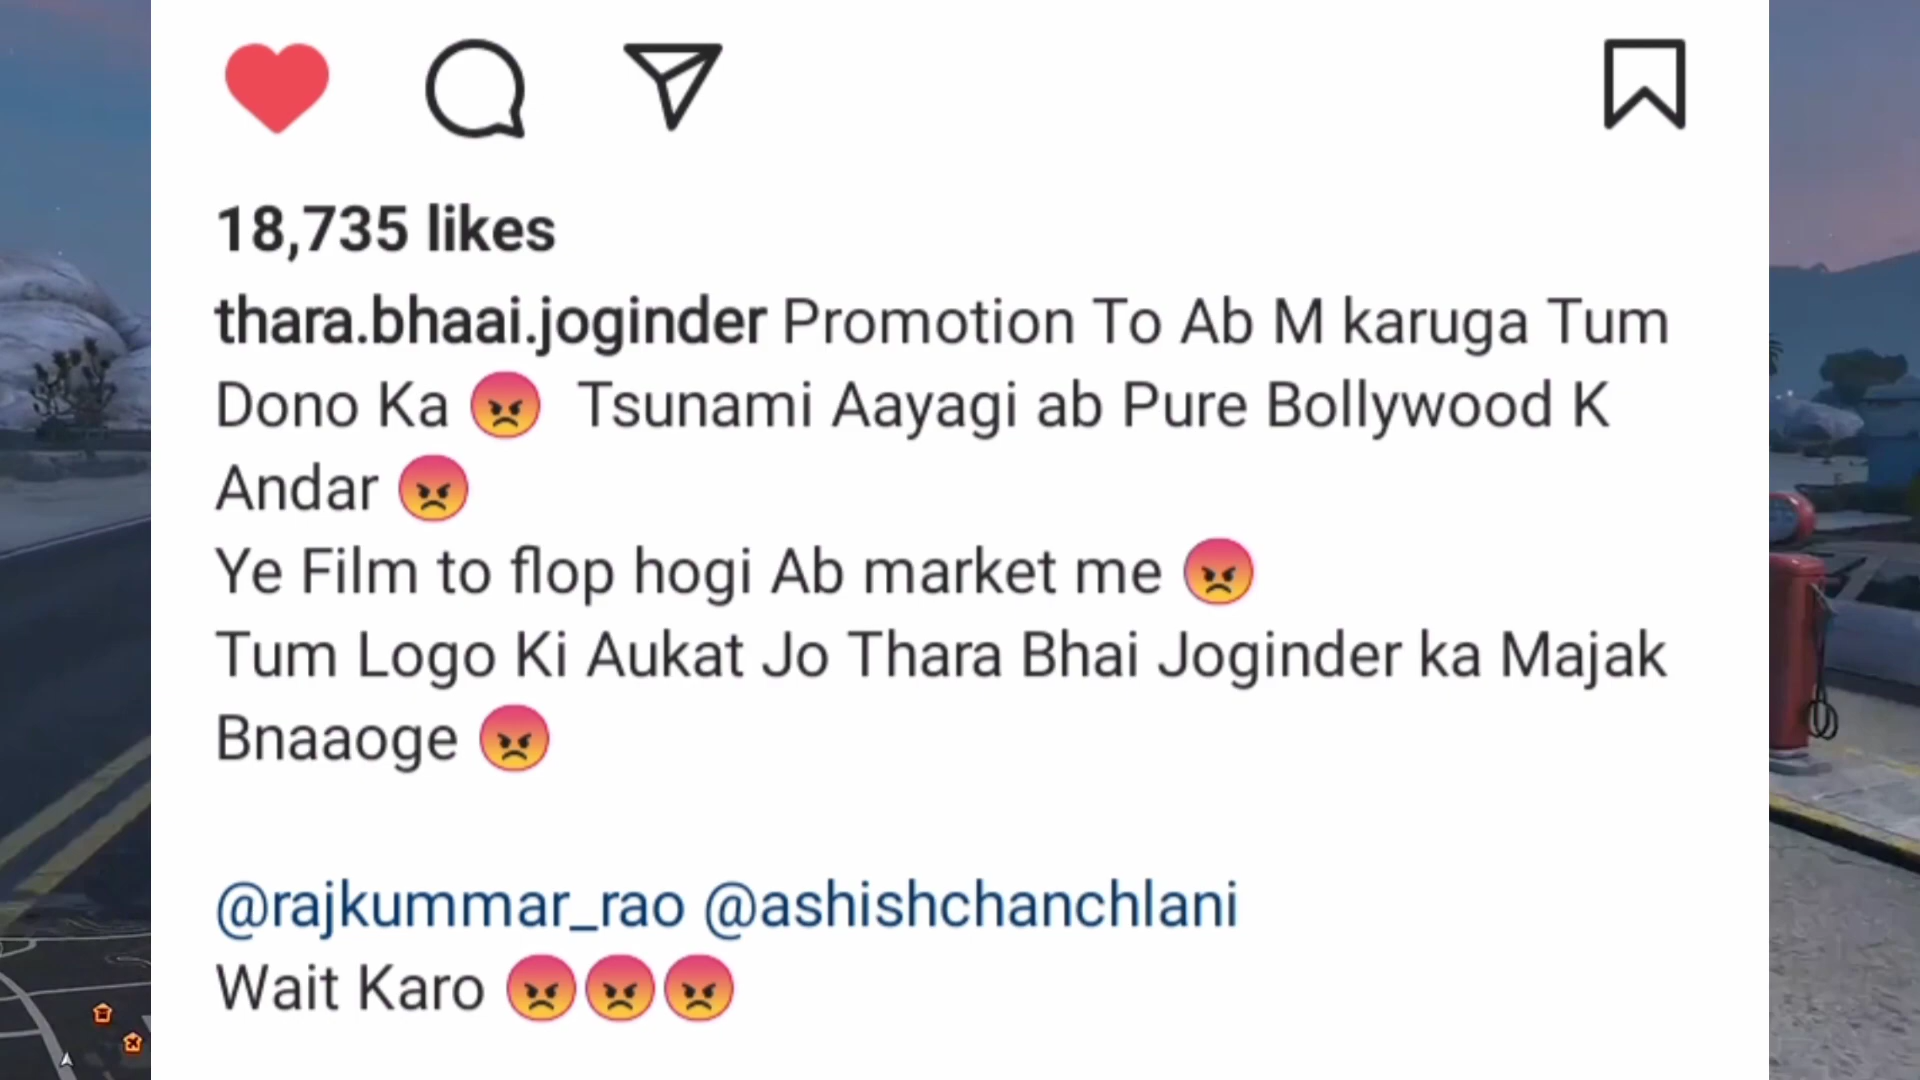 18,735 likes
thara.bhaai.joginder Promotion To Ab M karuga Tum
Dono Ka 😡 Tsunami Aayagi ab Pure Bollywood K
Andar 😡
Ye Film to flop hogi Ab market me 😡
Tum Logo Ki Aukat Jo Thara Bhai Joginder ka Majak
Bnaaoge 😡
@rajkummar_rao @ashishchanchlani
Wait Karo 😡😡😡